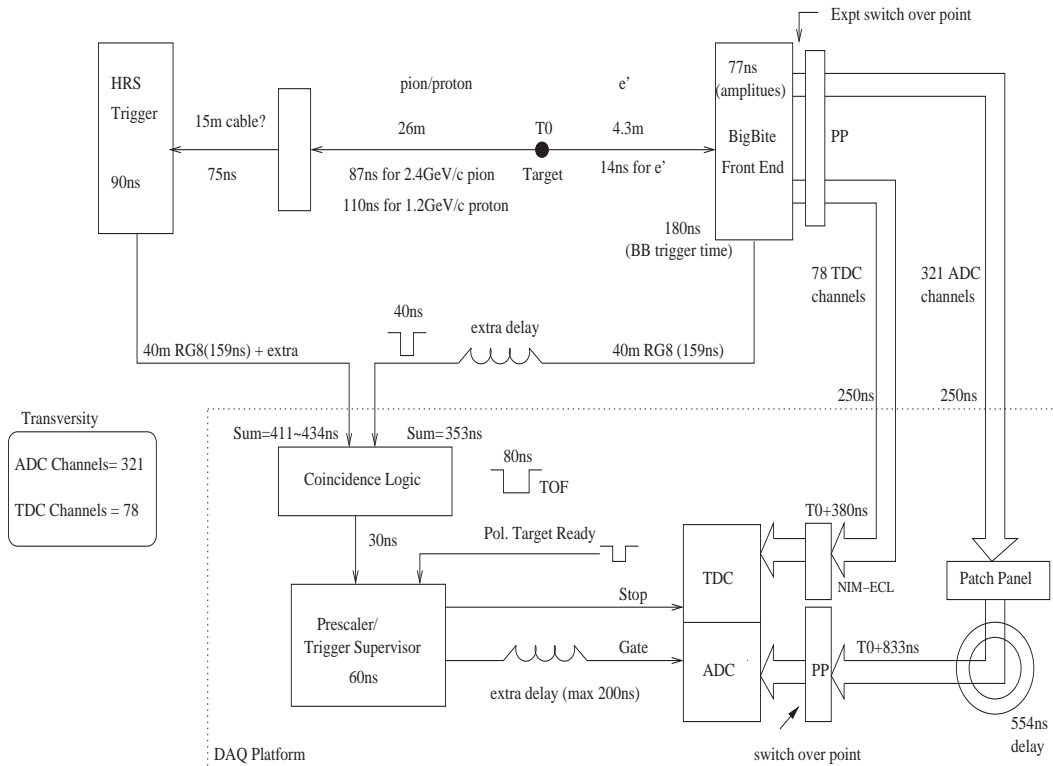 Expt switch over point
HRS
Trigger
90ns
15m cable?
75ns
pion/proton
26m
87ns for 2.4GeV/c pion
110ns for 1.2GeV/c proton
T0
Target
e'
4.3m
14ns for e'
77ns
(amplitues)
BigBite
Front End
PP
180ns
(BB trigger time)
78 TDC
channels
321 ADC
channels
40ns
extra delay
40m RG8(159ns) + extra
40m RG8 (159ns)
250ns
250ns
Transversity
ADC Channels= 321
TDC Channels = 78
Sum=411~434ns
Sum=353ns
Coincidence Logic
80ns
TOF
30ns
Pol. Target Ready
T0+380ns
NIM-ECL
Patch Panel
TDC
Stop
Prescaler/
Trigger Supervisor
60ns
Gate
extra delay (max 200ns)
ADC
PP
T0+833ns
554ns
delay
switch over point
DAQ Platform